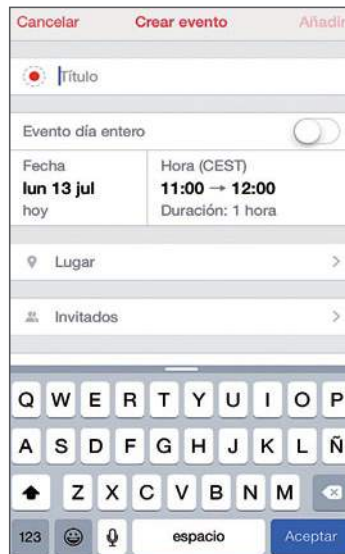 Cancelar Crear evento Añadir
Título
Evento día entero
Fecha Hora (CEST)
lun 13 jul 11:00 → 12:00
hoy Duración: 1 hora
Lugar
Invitados
Q W E R T Y U I O P
A S D F G H J K L Ñ
Z X C V B N M
123 espacio Aceptar